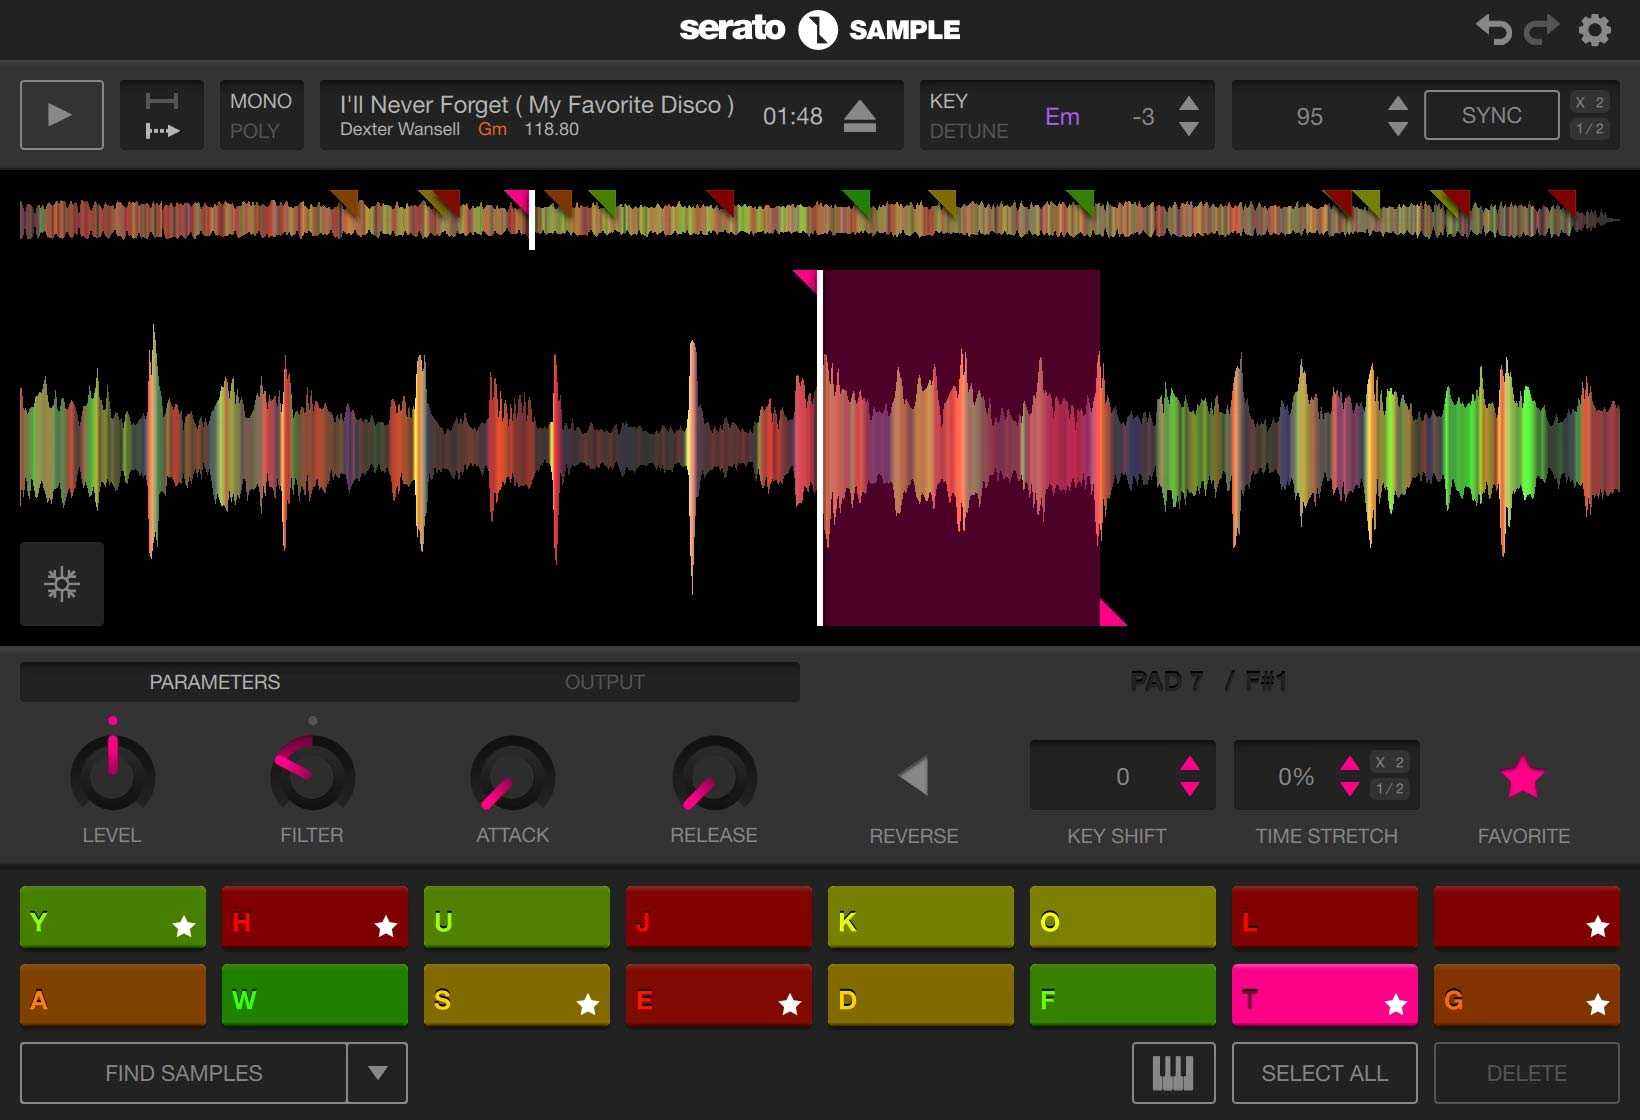 serato SAMPLE
MONO
POLY
I'll Never Forget ( My Favorite Disco )
Dexter Wansell Gm 118.80
01:48
KEY
DETUNE
Em
-3
95
SYNC
X 2
1/2
PARAMETERS
OUTPUT
PAD 7 / F#1
LEVEL
FILTER
ATTACK
RELEASE
REVERSE
0
KEY SHIFT
0%
X 2
1/2
TIME STRETCH
FAVORITE
Y H U J K O L
A W S E D F T G
FIND SAMPLES
SELECT ALL
DELETE